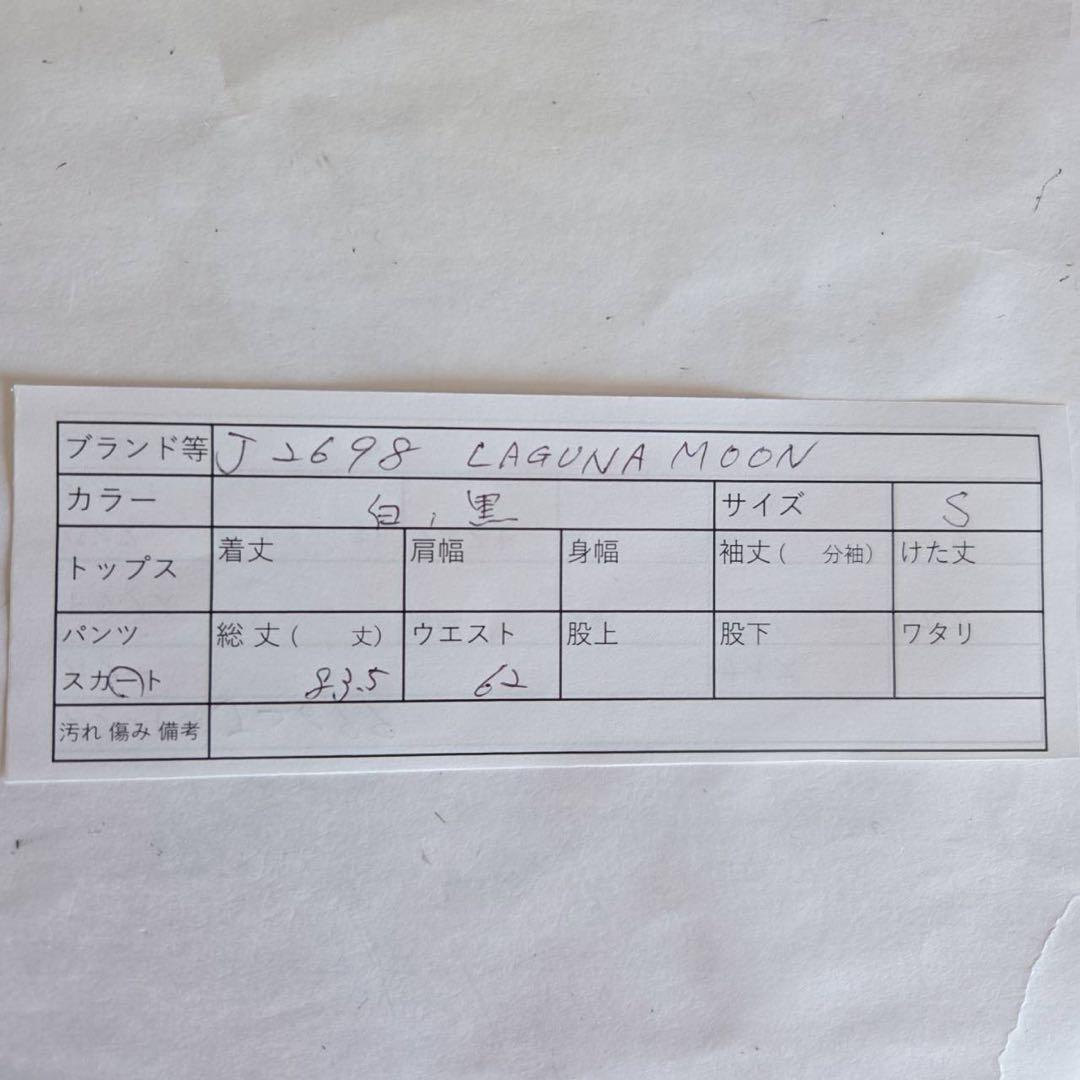 ブランド等 J2698 LAGUNA MOON
カラー 白, 黒 サイズ S
トップス 着丈 肩幅 身幅 袖丈( 分袖) けた丈
パンツ 総丈( 丈) ウエスト 股上 股下 ワタリ
スカート 83.5 62
汚れ 傷み 備考